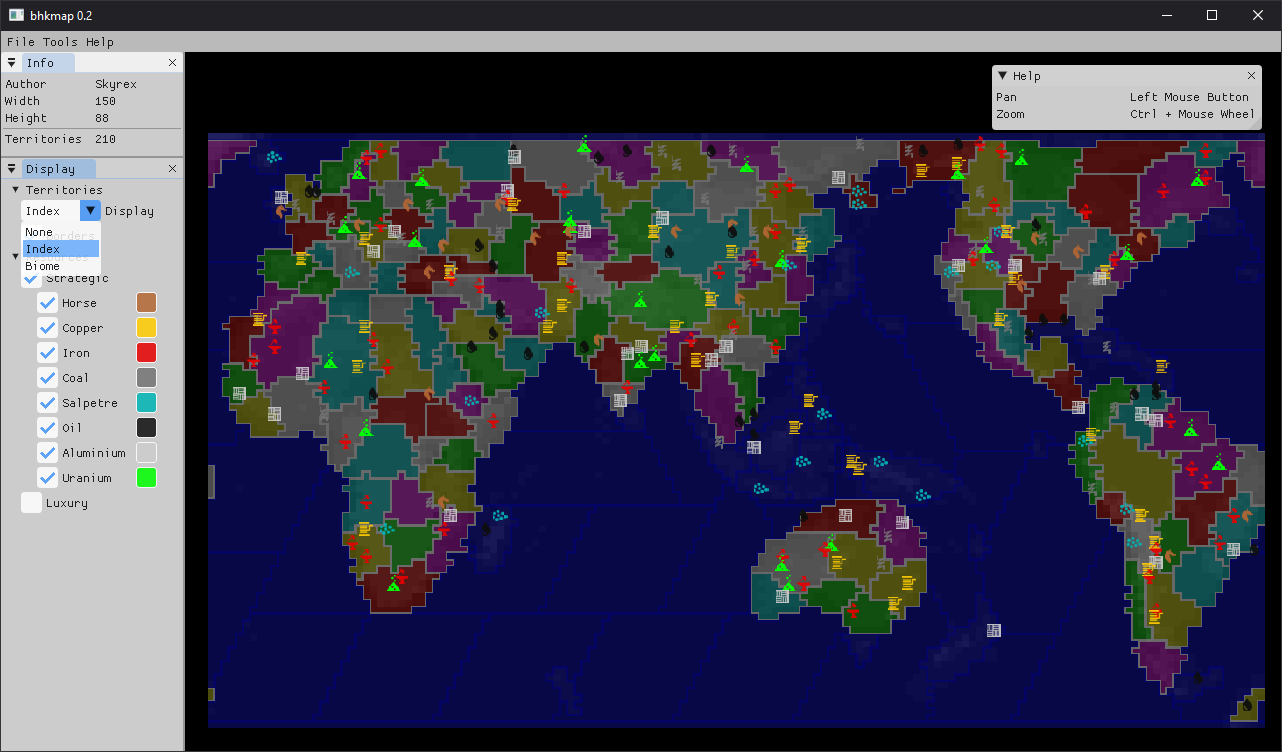 bhkmap 0.2
File Tools Help
Info
Author Skyrex
Width 150
Height 88
Territories 210
Help
Pan Left Mouse Button
Zoom Ctrl + Mouse Wheel
Display
Territories
Index Display
None
Index
Biome
Strategic
Horse
Copper
Iron
Coal
Salpetre
Oil
Aluminium
Uranium
Luxury